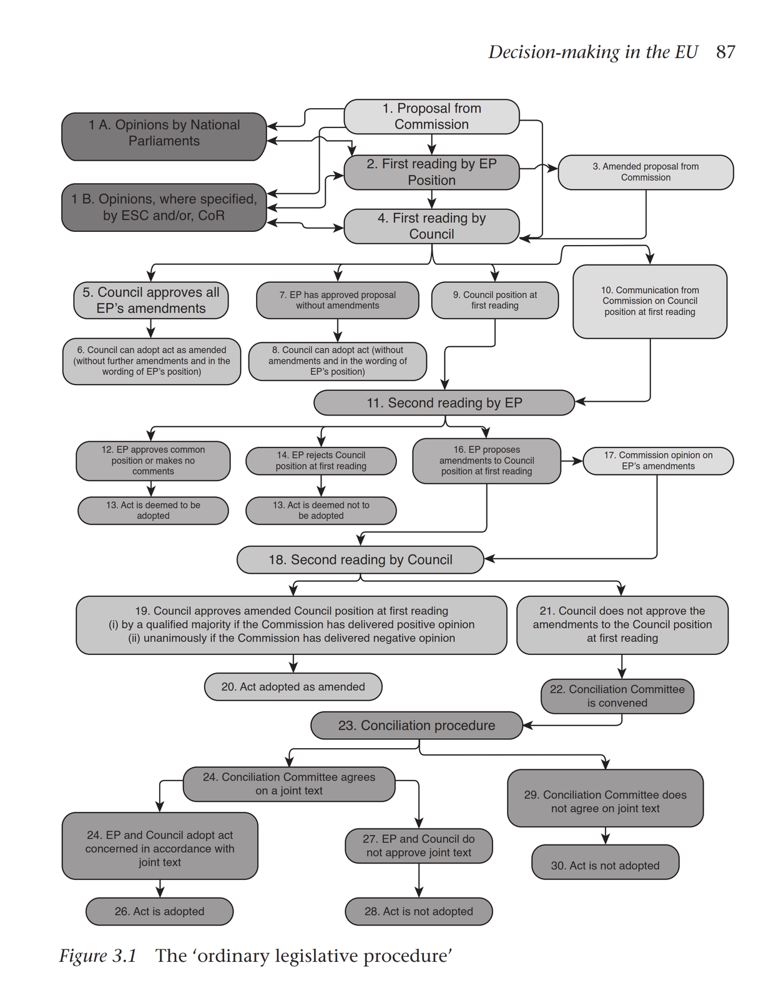 Decision-making in the EU 87
1. Proposal from
Commission
1 A. Opinions by National
Parliaments
2. First reading by EP
Position
3. Amended proposal from
Commission
1 B. Opinions, where specified,
by ESC and/or, CoR
4. First reading by
Council
5. Council approves all
EP’s amendments
7. EP has approved proposal
without amendments
9. Council position at
first reading
10. Communication from
Commission on Council
position at first reading
6. Council can adopt act as amended
(without further amendments and in the
wording of EP’s position)
8. Council can adopt act (without
amendments and in the wording of
EP’s position)
11. Second reading by EP
12. EP approves common
position or makes no
comments
14. EP rejects Council
position at first reading
16. EP proposes
amendments to Council
position at first reading
17. Commission opinion on
EP’s amendments
13. Act is deemed to be
adopted
13. Act is deemed not to
be adopted
18. Second reading by Council
19. Council approves amended Council position at first reading
(i) by a qualified majority if the Commission has delivered positive opinion
(ii) unanimously if the Commission has delivered negative opinion
21. Council does not approve the
amendments to the Council position
at first reading
20. Act adopted as amended
22. Conciliation Committee
is convened
23. Conciliation procedure
24. Conciliation Committee agrees
on a joint text
29. Conciliation Committee does
not agree on joint text
24. EP and Council adopt act
concerned in accordance with
joint text
27. EP and Council do
not approve joint text
30. Act is not adopted
26. Act is adopted
28. Act is not adopted
Figure 3.1 The ‘ordinary legislative procedure’